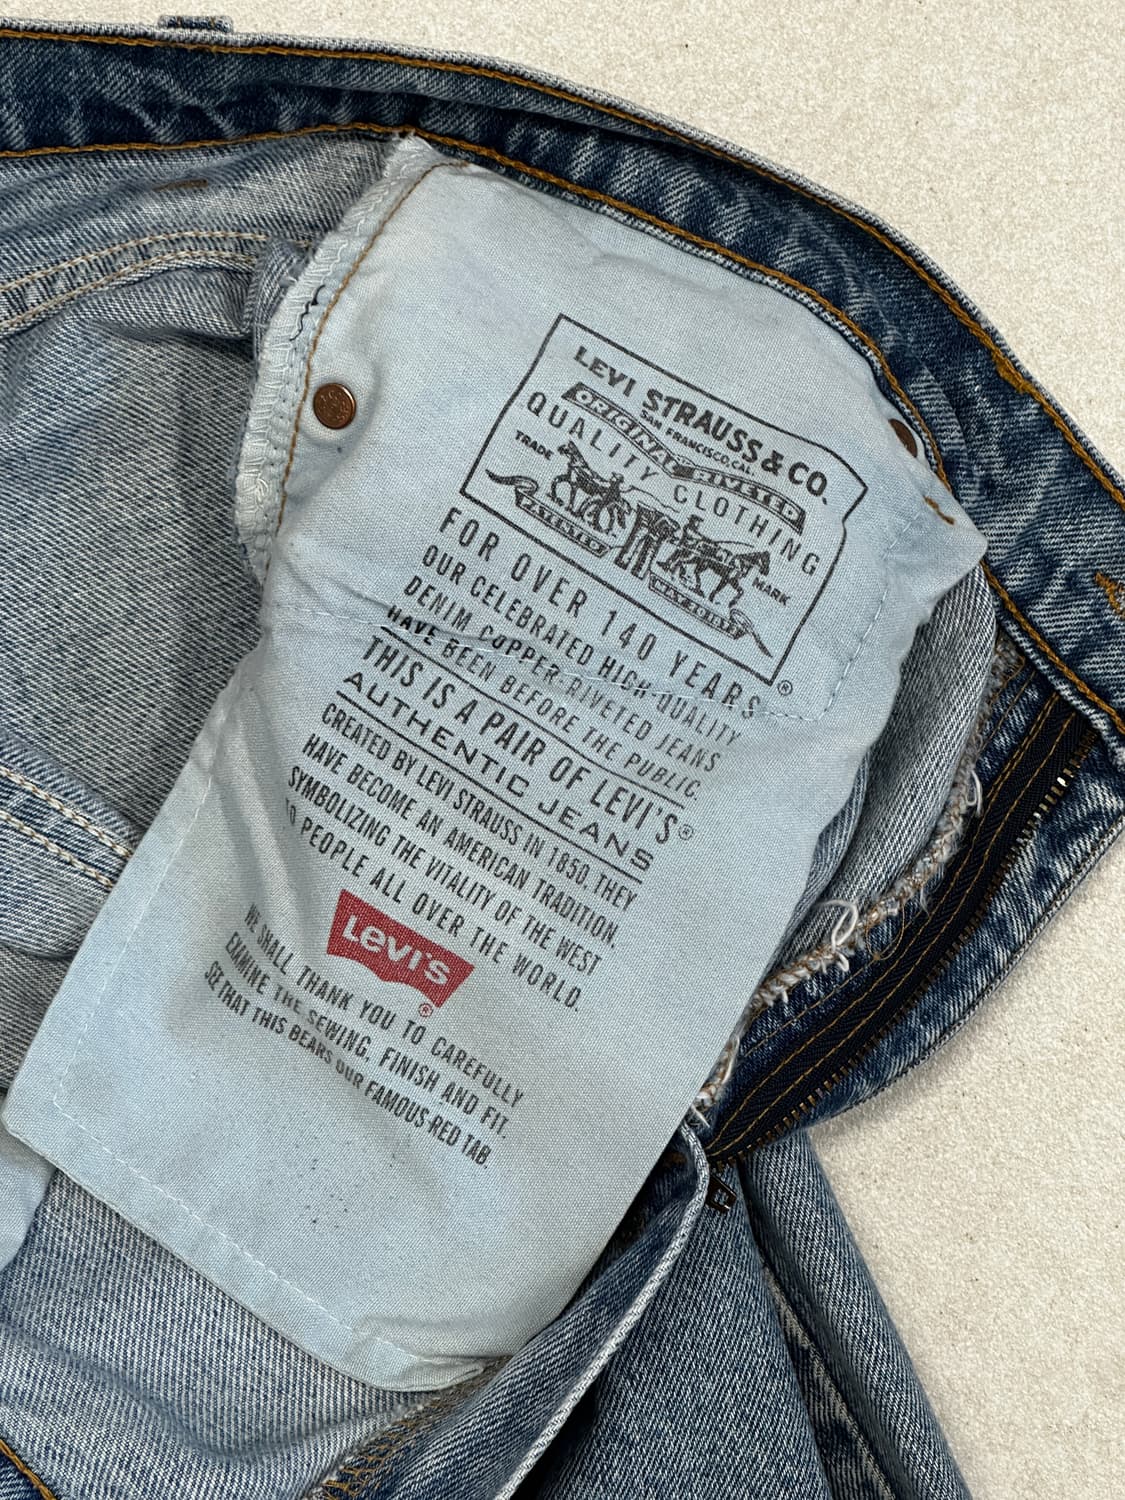 LEVI STRAUSS & CO.
SAN FRANCISCO, CAL.
ORIGINAL RIVETED
QUALITY CLOTHING
TRADE MARK
PATENTED MAY 20 1873
®
FOR OVER 140 YEARS
OUR CELEBRATED HIGH QUALITY
DENIM COPPER RIVETED JEANS
HAVE BEEN BEFORE THE PUBLIC.
THIS IS A PAIR OF LEVI'S®
AUTHENTIC JEANS
CREATED BY LEVI STRAUSS IN 1850. THEY
HAVE BECOME AN AMERICAN TRADITION.
SYMBOLIZING THE VITALITY OF THE WEST
TO PEOPLE ALL OVER THE WORLD.
LEVI'S
®
WE SHALL THANK YOU TO CAREFULLY
EXAMINE THE SEWING, FINISH AND FIT.
SEE THAT THIS BEARS OUR FAMOUS RED TAB.